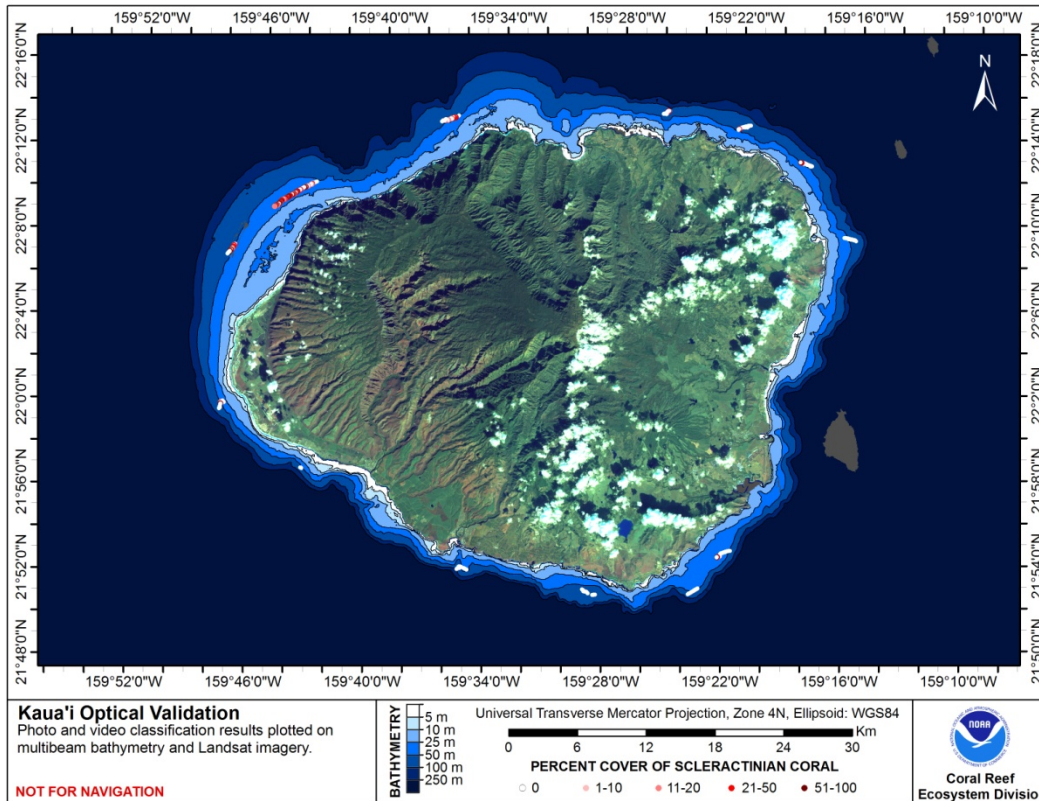 159°52'0"W 159°46'0"W 159°40'0"W 159°34'0"W 159°28'0"W 159°22'0"W 159°16'0"W 159°10'0"W
N
22°16'0"N
22°12'0"N
22°8'0"N
22°4'0"N
22°0'0"N
21°56'0"N
21°52'0"N
21°48'0"N
22°18'0"N
22°14'0"N
22°10'0"N
22°6'0"N
22°2'0"N
21°58'0"N
21°54'0"N
21°50'0"N
159°52'0"W 159°46'0"W 159°40'0"W 159°34'0"W 159°28'0"W 159°22'0"W 159°16'0"W 159°10'0"W
Kaua'i Optical Validation
Photo and video classification results plotted on
multibeam bathymetry and Landsat imagery.
NOT FOR NAVIGATION
BATHYMETRY
5 m
10 m
25 m
50 m
100 m
250 m
Universal Transverse Mercator Projection, Zone 4N, Ellipsoid: WGS84
Km
0 6 12 18 24 30
PERCENT COVER OF SCLERACTINIAN CORAL
0 1-10 11-20 21-50 51-100
NOAA
Coral Reef
Ecosystem Divisio